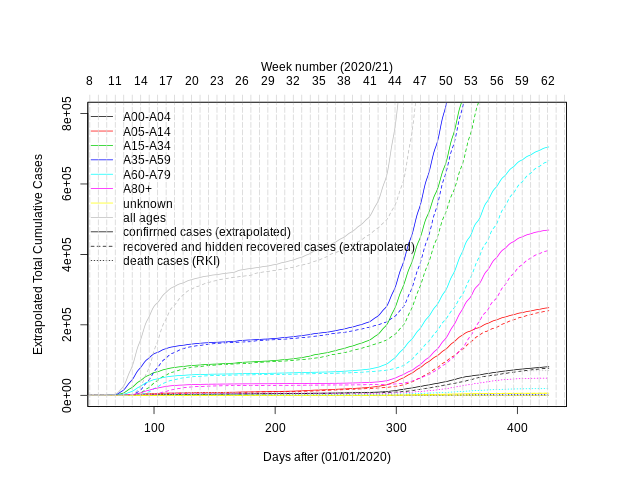 Week number (2020/21)
8 11 14 17 20 23 26 29 32 35 38 41 44 47 50 53 56 59 62
Extrapolated Total Cumulative Cases
8e+05
6e+05
4e+05
2e+05
0e+00
A00-A04
A05-A14
A15-A34
A35-A59
A60-A79
A80+
unknown
all ages
confirmed cases (extrapolated)
recovered and hidden recovered cases (extrapolated)
death cases (RKI)
100 200 300 400
Days after (01/01/2020)